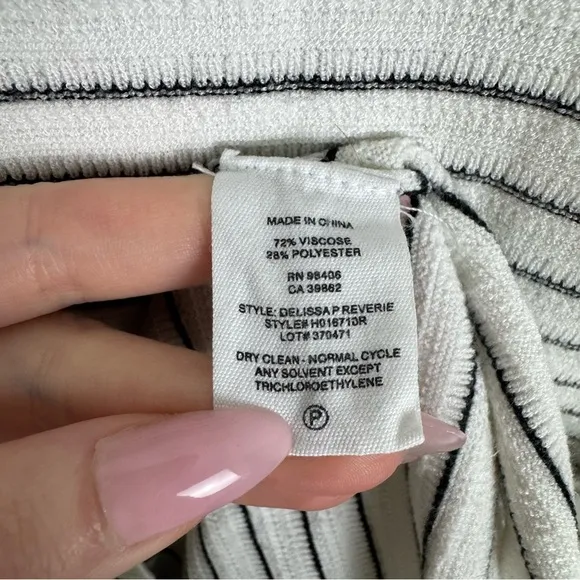 MADE IN CHINA
72% VISCOSE
28% POLYESTER
RN 98406
CA 39862
STYLE: DELISSA P REVERIE
STYLE# H016713R
LOT# 370471
DRY CLEAN - NORMAL CYCLE
ANY SOLVENT EXCEPT
TRICHLOROETHYLENE
P